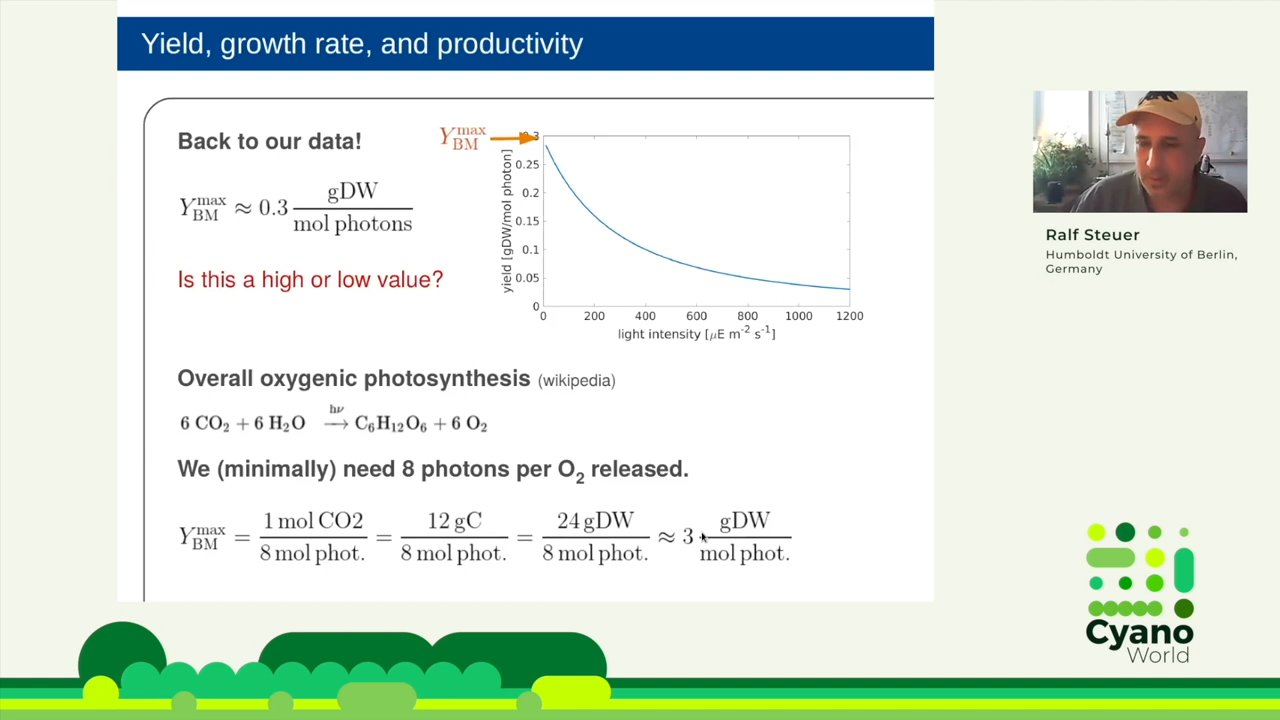 Yield, growth rate, and productivity
Back to our data!
Y_BM^max ≈ 0.3 gDW / mol photons
Is this a high or low value?
Y_BM^max
0.3
0.25
0.2
0.15
0.1
0.05
0
yield [gDW/mol photon]
0 200 400 600 800 1000 1200
light intensity [μE m⁻² s⁻¹]
Overall oxygenic photosynthesis (wikipedia)
6 CO₂ + 6 H₂O hν → C₆H₁₂O₆ + 6 O₂
We (minimally) need 8 photons per O₂ released.
Y_BM^max = 1 mol CO2 / 8 mol phot. = 12 gC / 8 mol phot. = 24 gDW / 8 mol phot. ≈ 3 gDW / mol phot.
Ralf Steuer
Humboldt University of Berlin,
Germany
Cyano
World